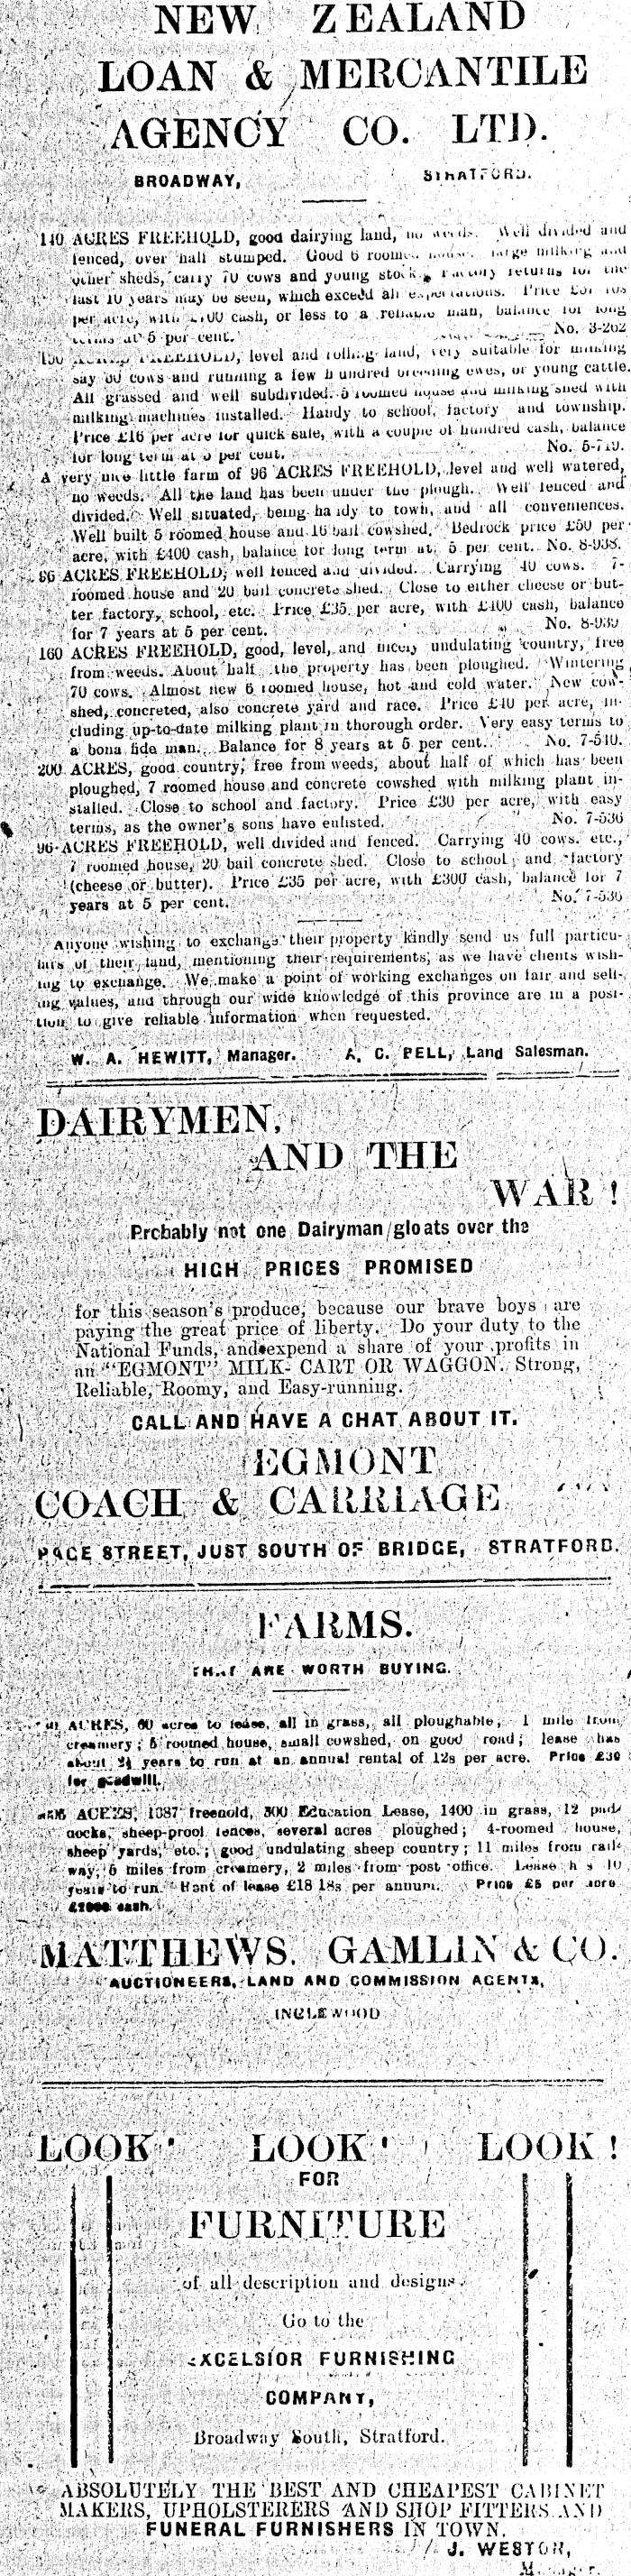 NEW ZEALAND
LOAN & MERCANTILE
AGENCY CO. LTD.
BROADWAY, STRATFORD.
140 ACRES FREEHOLD, good dairying land, no weeds. Well divided and
fenced, over half stumped. Good 6 roomed house. large milking and
other sheds, carry 70 cows and young stock. Factory returns for the
last 10 years may be seen, which exceed all expectations. Price
per acre, with cash, or less to a reliable man, balance for long
terms at 5 per cent. No. 3-262
FREEHOLD, level and rolling land, very suitable for milking
say 50 cows and running a few hundred breeding ewes, or young cattle.
All grassed and well subdivided. 5 roomed house and milking shed with
milking machines installed. Handy to school, factory and township.
Price £16 per acre for quick sale, with a couple of hundred cash, balance
for long term at 5 per cent. No. 5-719.
A very nice little farm of 96 ACRES FREEHOLD, level and well watered,
no weeds. All the land has been under the plough. Well fenced and
divided. Well situated, being handy to town, and all conveniences.
Well built 5 roomed house and 16 bail cowshed. Bedrock price £50 per
acre, with £400 cash, balance for long term at 5 per cent. No. 8-938.
86 ACRES FREEHOLD, well fenced and divided. Carrying 40 cows. 7-
roomed house and 20 bail concrete shed. Close to either cheese or but-
ter factory, school, etc. Price £35 per acre, with £400 cash, balance
for 7 years at 5 per cent. No. 8-939
160 ACRES FREEHOLD, good, level, and nicely undulating country, free
from weeds. About half the property has been ploughed. Wintering
70 cows. Almost new 6 roomed house, hot and cold water. New cow-
shed, concreted, also concrete yard and race. Price £40 per acre, in-
cluding up-to-date milking plant in thorough order. Very easy terms to
a bona fide man. Balance for 8 years at 5 per cent. No. 7-540.
200 ACRES, good country, free from weeds, about half of which has been
ploughed, 7 roomed house and concrete cowshed with milking plant in-
stalled. Close to school and factory. Price £30 per acre, with easy
terms, as the owner's sons have enlisted. No. 7-536
96 ACRES FREEHOLD, well divided and fenced. Carrying 40 cows. etc.,
7 roomed house, 20 bail concrete shed. Close to school and factory
(cheese or butter). Price £35 per acre, with £300 cash, balance for 7
years at 5 per cent. No. 7-536
Anyone wishing to exchange their property kindly send us full particu-
lars of their land, mentioning their requirements, as we have clients wish-
ing to exchange. We make a point of working exchanges on fair and sell-
ing values, and through our wide knowledge of this province are in a posi-
tion to give reliable information when requested.
W. A. HEWITT, Manager. A. C. PELL, Land Salesman.
DAIRYMEN,
AND THE
WAR!
Probably not one Dairyman gloats over the
HIGH PRICES PROMISED
for this season's produce, because our brave boys are
paying the great price of liberty. Do your duty to the
National Funds, and expend a share of your profits in
an "EGMONT" MILK- CART OR WAGGON. Strong,
Reliable, Roomy, and Easy-running.
CALL AND HAVE A CHAT ABOUT IT.
EGMONT
COACH & CARRIAGE
PAGE STREET, JUST SOUTH OF BRIDGE, STRATFORD.
FARMS.
THAT ARE WORTH BUYING.
ACRES, 60 acres to lease, all in grass, all ploughable, 1 mile from
creamery; 5 roomed house, small cowshed, on good road; lease has
about 2½ years to run at an annual rental of 12s per acre. Price £30
for goodwill.
ACRES, 1387 freehold, 300 Education Lease, 1400 in grass, 12 pad-
docks, sheep-proof fences, several acres ploughed; 4-roomed house,
sheep yards, etc.; good undulating sheep country; 11 miles from rail-
way, 6 miles from creamery, 2 miles from post office. Lease has 10
years to run. Rent of lease £18 18s per annum. Price £5 per acre
£2000 cash.
MATTHEWS, GAMLIN & CO.
AUCTIONEERS, LAND AND COMMISSION AGENTS,
INGLEWOOD
LOOK! LOOK! LOOK!
FOR
FURNITURE
of all description and designs,
Go to the
EXCELSIOR FURNISHING
COMPANY,
Broadway South, Stratford.
ABSOLUTELY THE BEST AND CHEAPEST CABINET
MAKERS, UPHOLSTERERS AND SHOP FITTERS AND
FUNERAL FURNISHERS IN TOWN.
J. WESTON,
Manager.